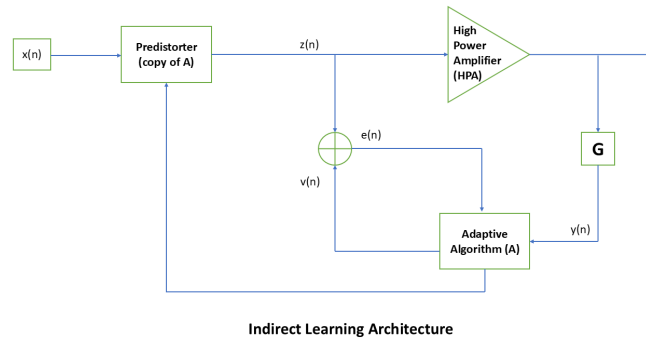 x(n)
Predistorter
(copy of A)
z(n)
High
Power
Amplifier
(HPA)
e(n)
v(n)
G
Adaptive
Algorithm (A)
y(n)
Indirect Learning Architecture